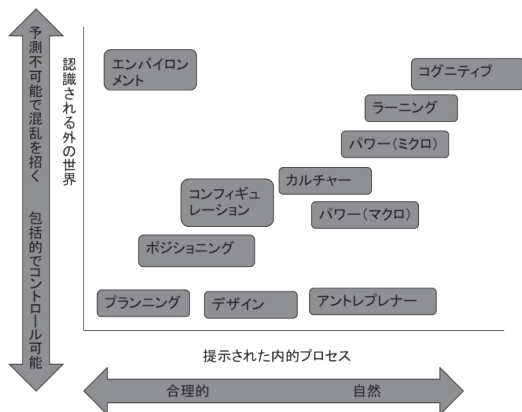 予測不可能で混乱を招く　包括的でコントロール可能
認識される外の世界
エンバイロン
メント
コグニティブ
ラーニング
パワー(ミクロ)
カルチャー
コンフィギュ
レーション
パワー(マクロ)
ポジショニング
プランニング
デザイン
アントレプレナー
提示された内的プロセス
合理的　自然